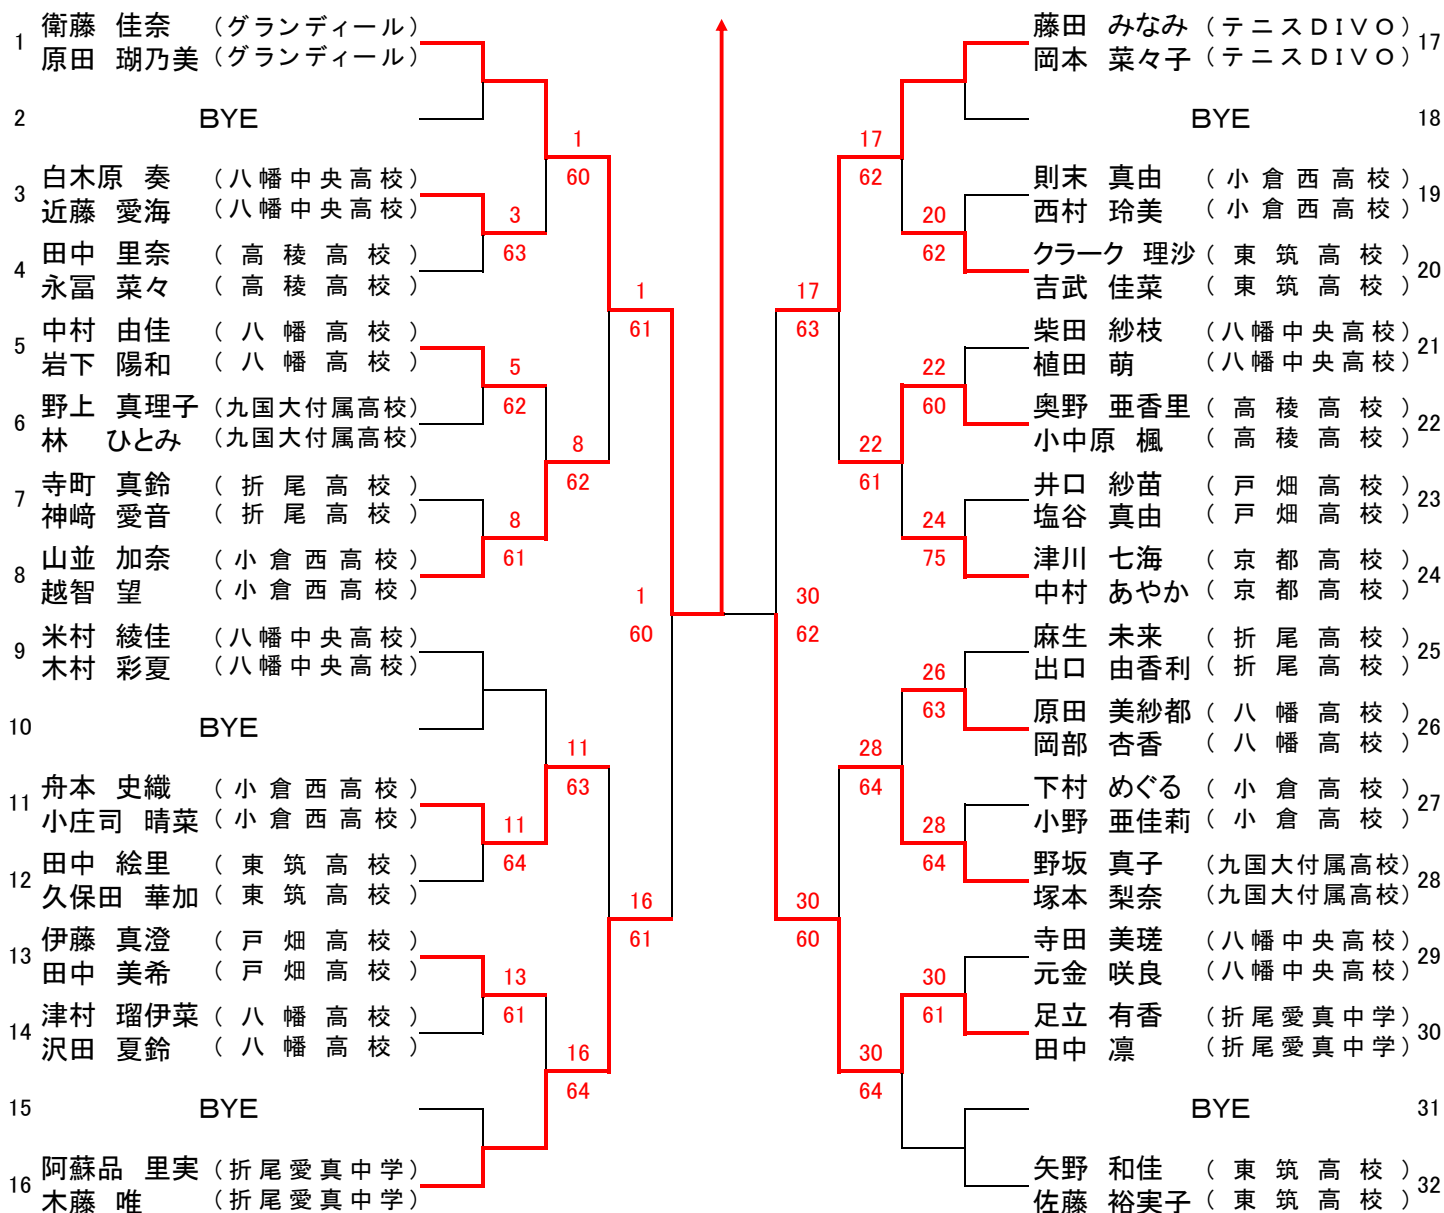 1 衛藤 佳奈 (グランディール)
原田 瑚乃美 (グランディール)
2 BYE
3 白木原 奏 (八幡中央高校)
近藤 愛海 (八幡中央高校)
4 田中 里奈 (高稜高校)
永冨 菜々 (高稜高校)
5 中村 由佳 (八幡高校)
岩下 陽和 (八幡高校)
6 野上 真理子 (九国大付属高校)
林 ひとみ (九国大付属高校)
7 寺町 真鈴 (折尾高校)
神﨑 愛音 (折尾高校)
8 山並 加奈 (小倉西高校)
越智 望 (小倉西高校)
9 米村 綾佳 (八幡中央高校)
木村 彩夏 (八幡中央高校)
10 BYE
11 舟本 史織 (小倉西高校)
小庄司 晴菜 (小倉西高校)
12 田中 絵里 (東筑高校)
久保田 華加 (東筑高校)
13 伊藤 真澄 (戸畑高校)
田中 美希 (戸畑高校)
14 津村 瑠伊菜 (八幡高校)
沢田 夏鈴 (八幡高校)
15 BYE
16 阿蘇品 里実 (折尾愛真中学)
木藤 唯 (折尾愛真中学)
3
63
5
62
8
61
11
64
13
61
1
60
8
62
11
63
16
64
1
61
16
61
1
60
30
62
17
63
30
60
17
62
22
61
28
64
30
64
20
62
22
60
24
75
26
63
28
64
30
61
藤田 みなみ (テニスDIVO) 17
岡本 菜々子 (テニスDIVO)
BYE 18
則末 真由 (小倉西高校) 19
西村 玲美 (小倉西高校)
クラーク 理沙 (東筑高校) 20
吉武 佳菜 (東筑高校)
柴田 紗枝 (八幡中央高校) 21
植田 萌 (八幡中央高校)
奥野 亜香里 (高稜高校) 22
小中原 楓 (高稜高校)
井口 紗苗 (戸畑高校) 23
塩谷 真由 (戸畑高校)
津川 七海 (京都高校) 24
中村 あやか (京都高校)
麻生 未来 (折尾高校) 25
出口 由香利 (折尾高校)
原田 美紗都 (八幡高校) 26
岡部 杏香 (八幡高校)
下村 めぐる (小倉高校) 27
小野 亜佳莉 (小倉高校)
野坂 真子 (九国大付属高校) 28
塚本 梨奈 (九国大付属高校)
寺田 美瑳 (八幡中央高校) 29
元金 咲良 (八幡中央高校)
足立 有香 (折尾愛真中学) 30
田中 凛 (折尾愛真中学)
BYE 31
矢野 和佳 (東筑高校) 32
佐藤 裕実子 (東筑高校)